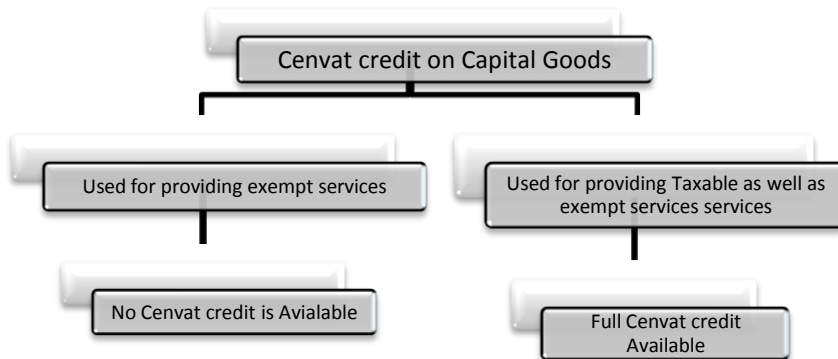 Cenvat credit on Capital Goods
Used for providing exempt services
Used for providing Taxable as well as
exempt services services
No Cenvat credit is Avialable
Full Cenvat credit
Available